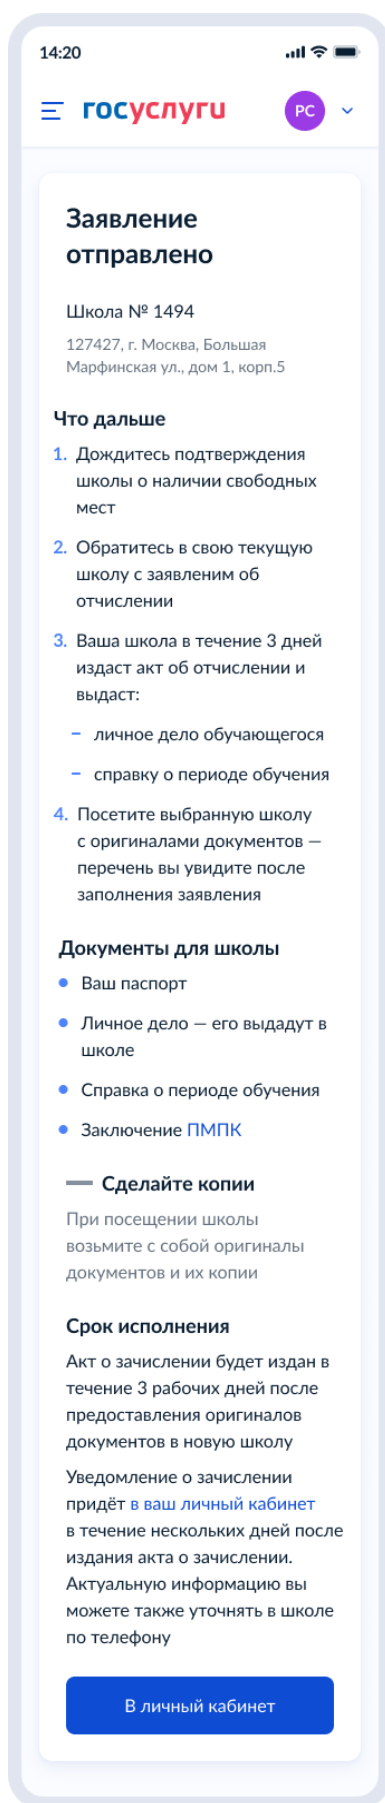 14:20
госуслуги
РС
Заявление
отправлено
Школа № 1494
127427, г. Москва, Большая
Марфинская ул., дом 1, корп.5
Что дальше
1. Дождитесь подтверждения
школы о наличии свободных
мест
2. Обратитесь в свою текущую
школу с заявленим об
отчислении
3. Ваша школа в течение 3 дней
издаст акт об отчислении и
выдаст:
– личное дело обучающегося
– справку о периоде обучения
4. Посетите выбранную школу
с оригиналами документов —
перечень вы увидите после
заполнения заявления
Документы для школы
• Ваш паспорт
• Личное дело — его выдадут в
школе
• Справка о периоде обучения
• Заключение ПМПК
— Сделайте копии
При посещении школы
возьмите с собой оригиналы
документов и их копии
Срок исполнения
Акт о зачислении будет издан в
течение 3 рабочих дней после
предоставления оригиналов
документов в новую школу
Уведомление о зачислении
придёт в ваш личный кабинет
в течение нескольких дней после
издания акта о зачислении.
Актуальную информацию вы
можете также уточнять в школе
по телефону
В личный кабинет